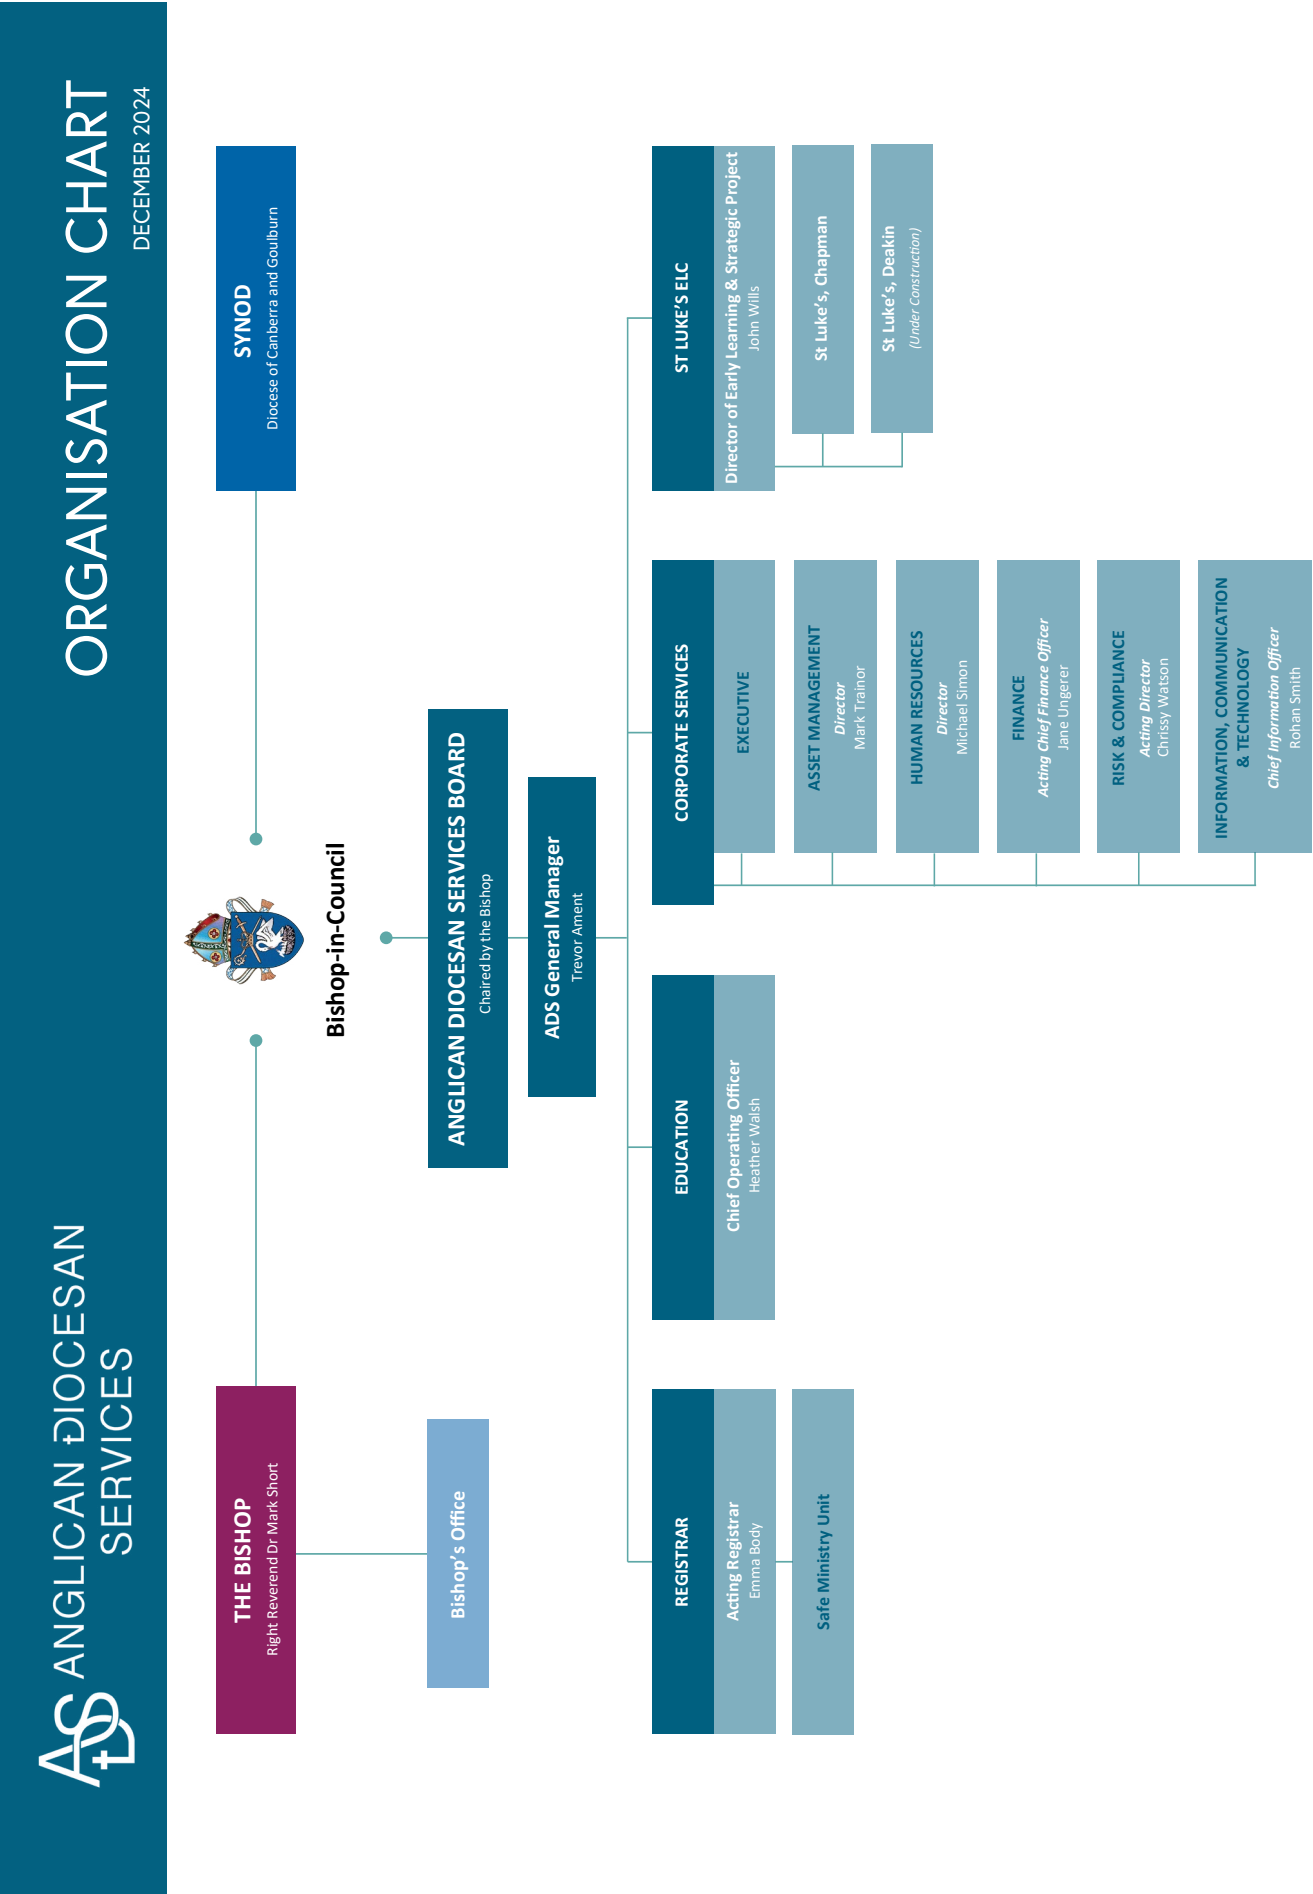 ADS
ANGLICAN ĐIOCESAN
SERVICES
ORGANISATION CHART
DECEMBER 2024
THE BISHOP
Right Reverend Dr Mark Short
SYNOD
Diocese of Canberra and Goulburn
Bishop-in-Council
Bishop’s Office
ANGLICAN DIOCESAN SERVICES BOARD
Chaired by the Bishop
ADS General Manager
Trevor Ament
REGISTRAR
Acting Registrar
Emma Body
Safe Ministry Unit
EDUCATION
Chief Operating Officer
Heather Walsh
CORPORATE SERVICES
EXECUTIVE
ASSET MANAGEMENT
Director
Mark Trainor
HUMAN RESOURCES
Director
Michael Simon
FINANCE
Acting Chief Finance Officer
Jane Ungerer
RISK & COMPLIANCE
Acting Director
Chrissy Watson
INFORMATION, COMMUNICATION
& TECHNOLOGY
Chief Information Officer
Rohan Smith
ST LUKE’S ELC
Director of Early Learning & Strategic Project
John Wills
St Luke’s, Chapman
St Luke’s, Deakin
(Under Construction)